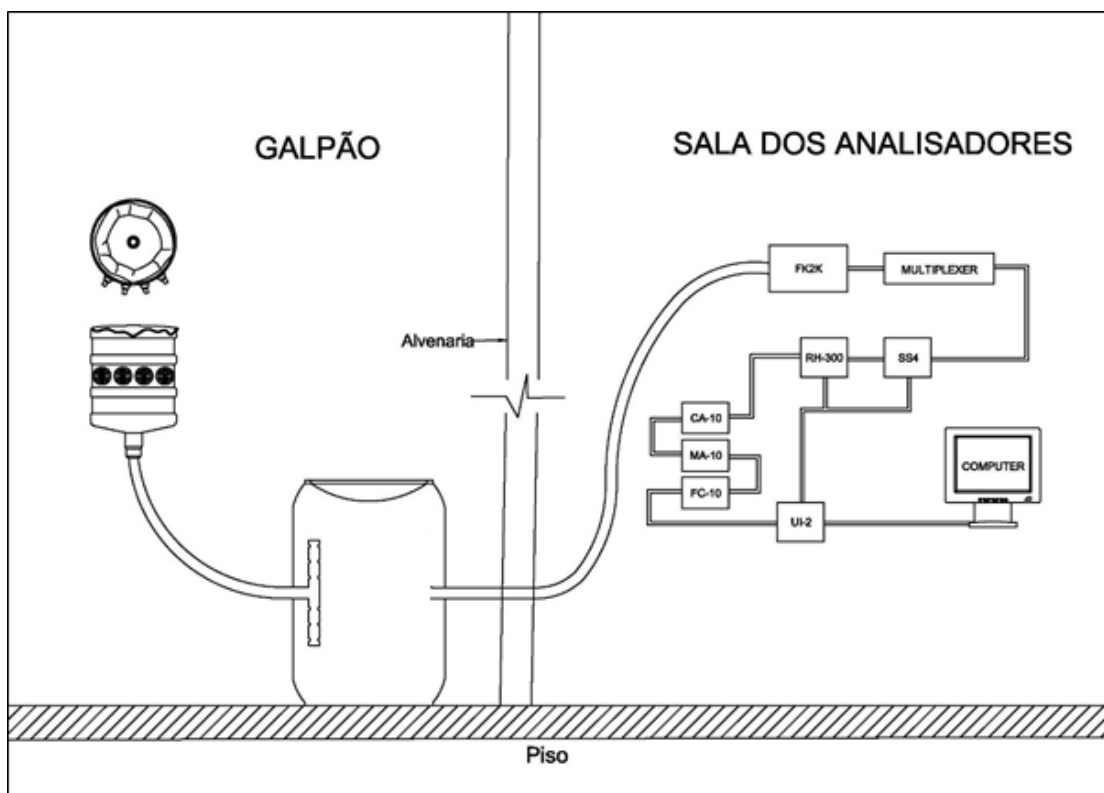 GALPÃO
SALA DOS ANALISADORES
FK2K
MULTIPLEXER
Alvenaria
RH-300
SS4
CA-10
MA-10
COMPUTER
FC-10
UI-2
Piso